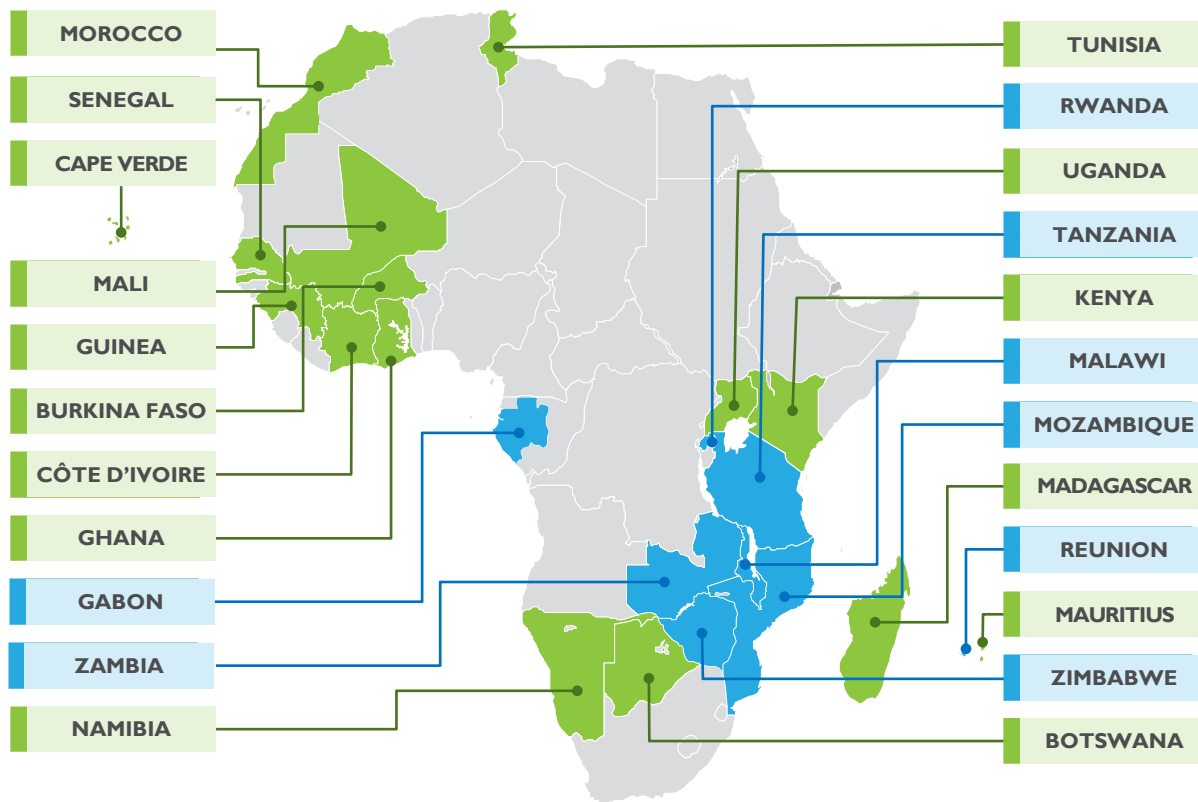 MOROCCO
SENEGAL
CAPE VERDE
MALI
GUINEA
BURKINA FASO
CÔTE D’IVOIRE
GHANA
GABON
ZAMBIA
NAMIBIA
TUNISIA
RWANDA
UGANDA
TANZANIA
KENYA
MALAWI
MOZAMBIQUE
MADAGASCAR
REUNION
MAURITIUS
ZIMBABWE
BOTSWANA